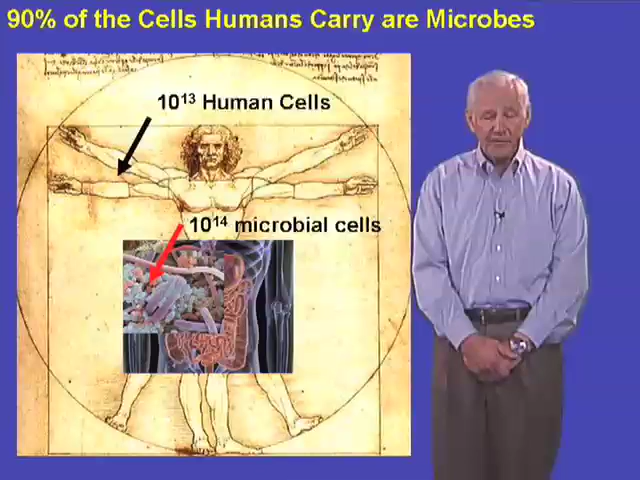 90% of the Cells Humans Carry are Microbes
10¹³ Human Cells
10¹⁴ microbial cells